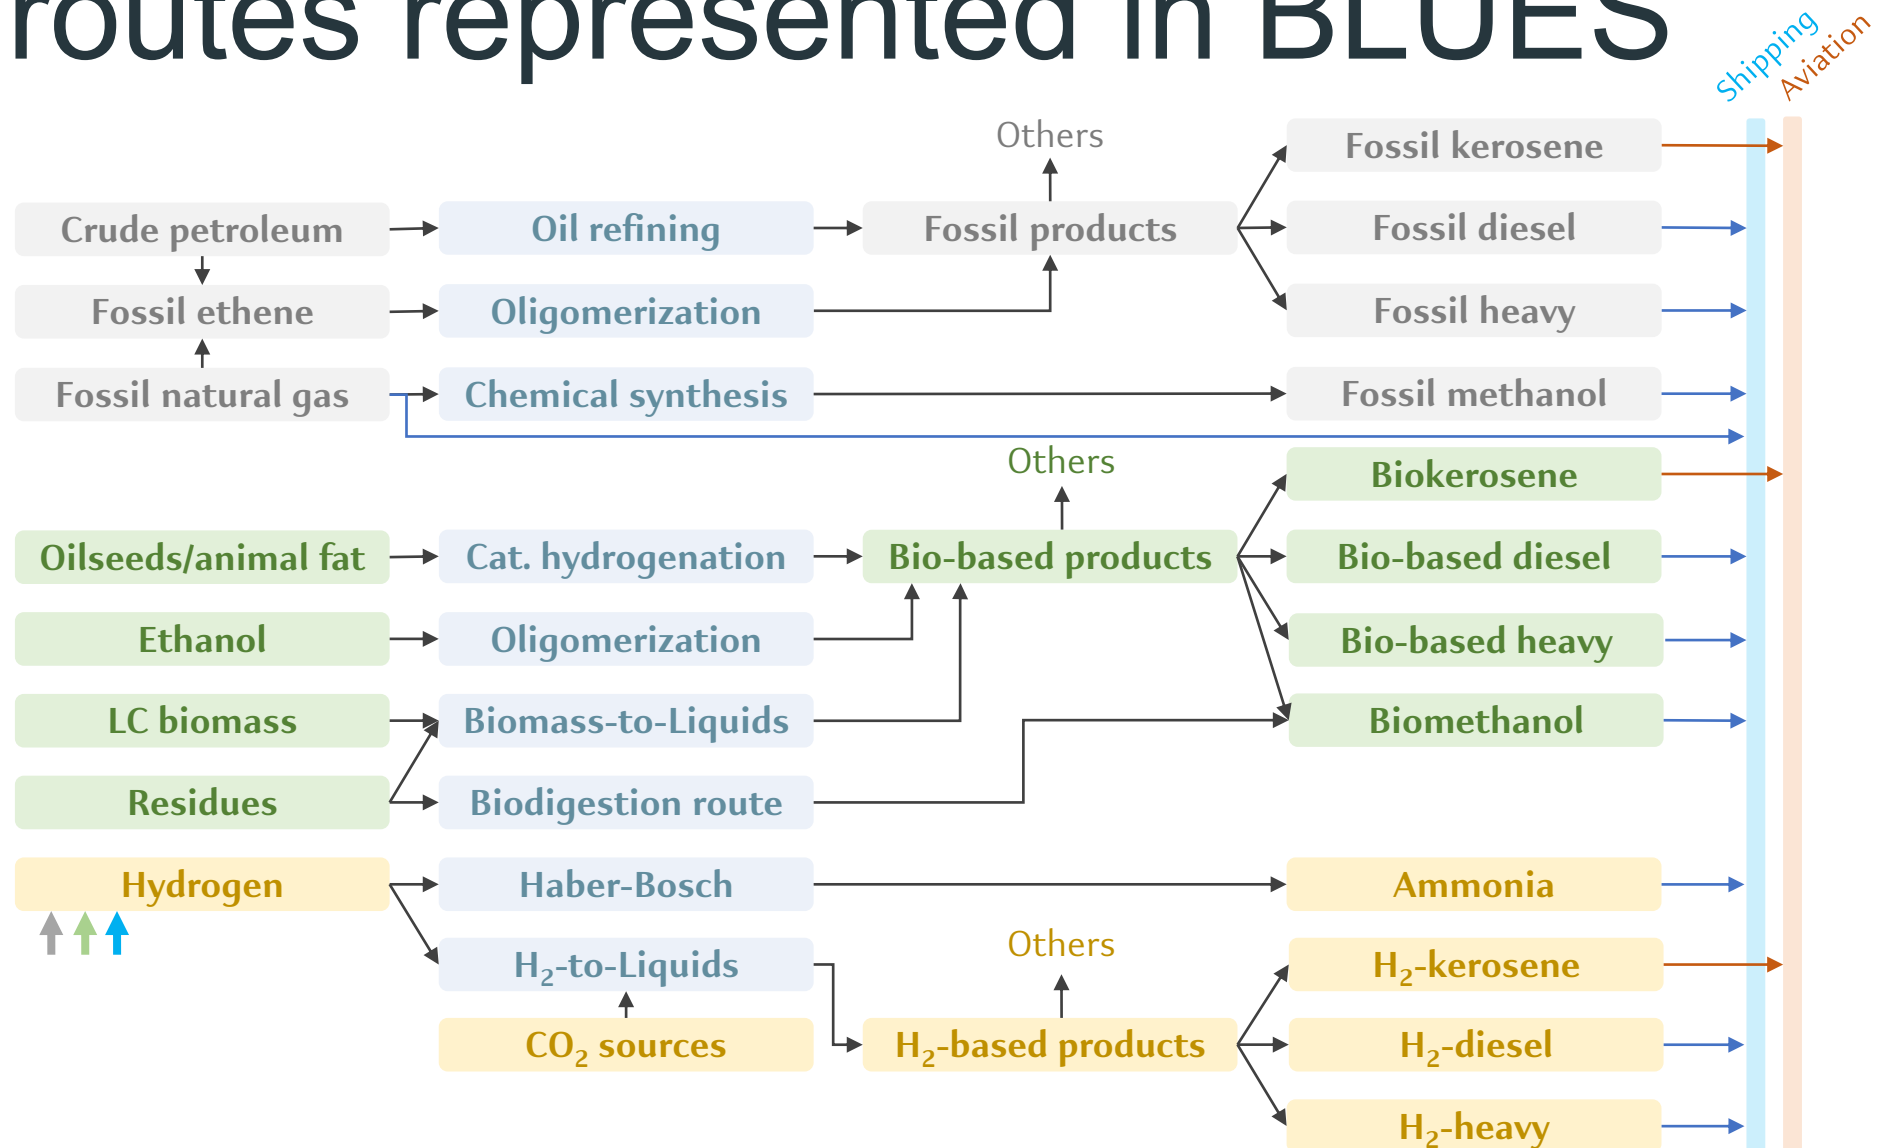 routes represented in BLUES
Shipping
Aviation
Others
Fossil kerosene
Crude petroleum
Oil refining
Fossil products
Fossil diesel
Fossil ethene
Oligomerization
Fossil heavy
Fossil natural gas
Chemical synthesis
Fossil methanol
Others
Biokerosene
Oilseeds/animal fat
Cat. hydrogenation
Bio-based products
Bio-based diesel
Ethanol
Oligomerization
Bio-based heavy
LC biomass
Biomass-to-Liquids
Biomethanol
Residues
Biodigestion route
Hydrogen
Haber-Bosch
Ammonia
Others
H₂-to-Liquids
H₂-kerosene
CO₂ sources
H₂-based products
H₂-diesel
H₂-heavy